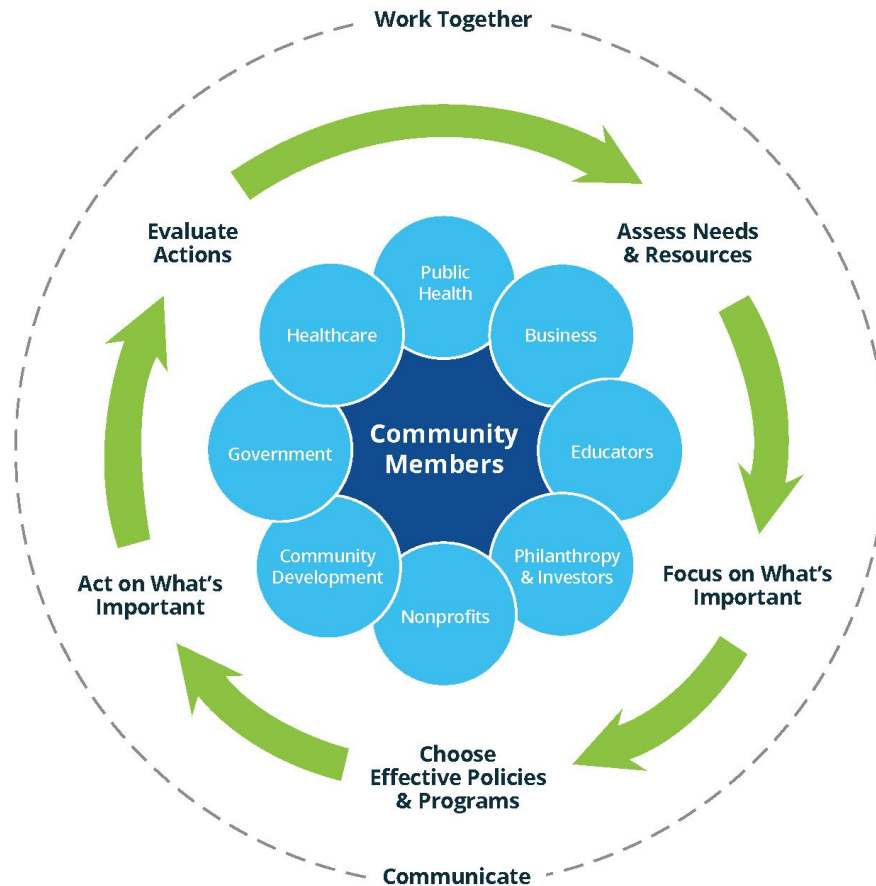 Work Together
Evaluate
Actions
Assess Needs
& Resources
Public
Health
Healthcare
Business
Community
Members
Government
Educators
Community
Development
Philanthropy
& Investors
Nonprofits
Act on What's
Important
Focus on What's
Important
Choose
Effective Policies
& Programs
Communicate